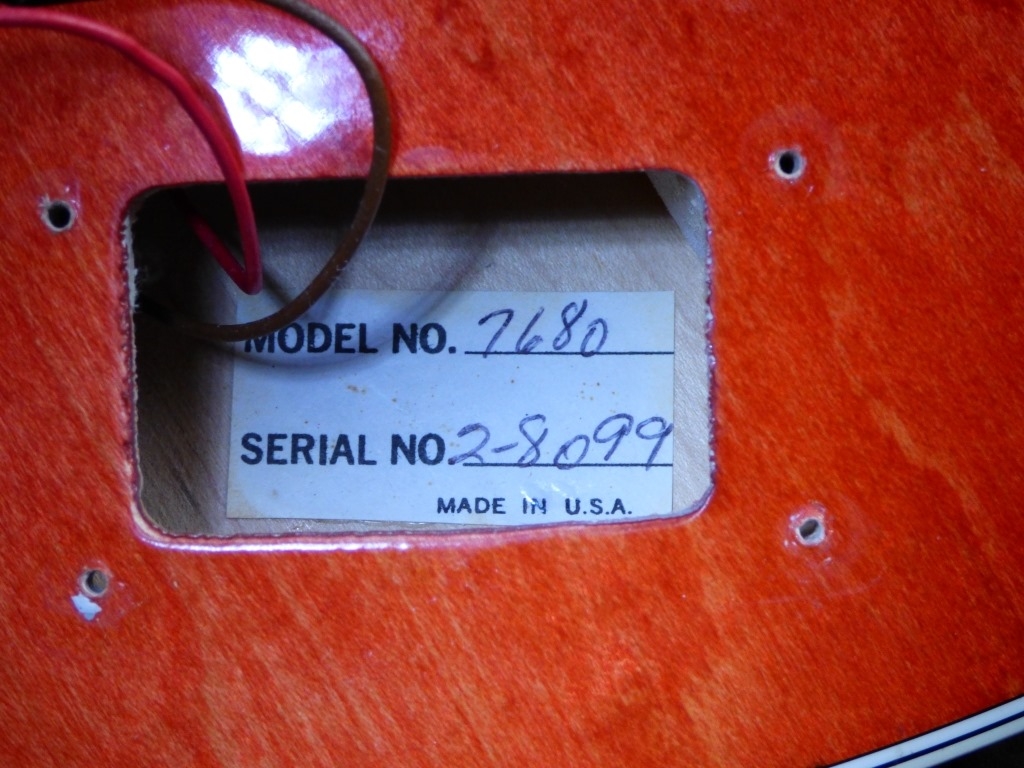 MODEL NO. 7680
SERIAL NO. 2-8099
MADE IN U.S.A.